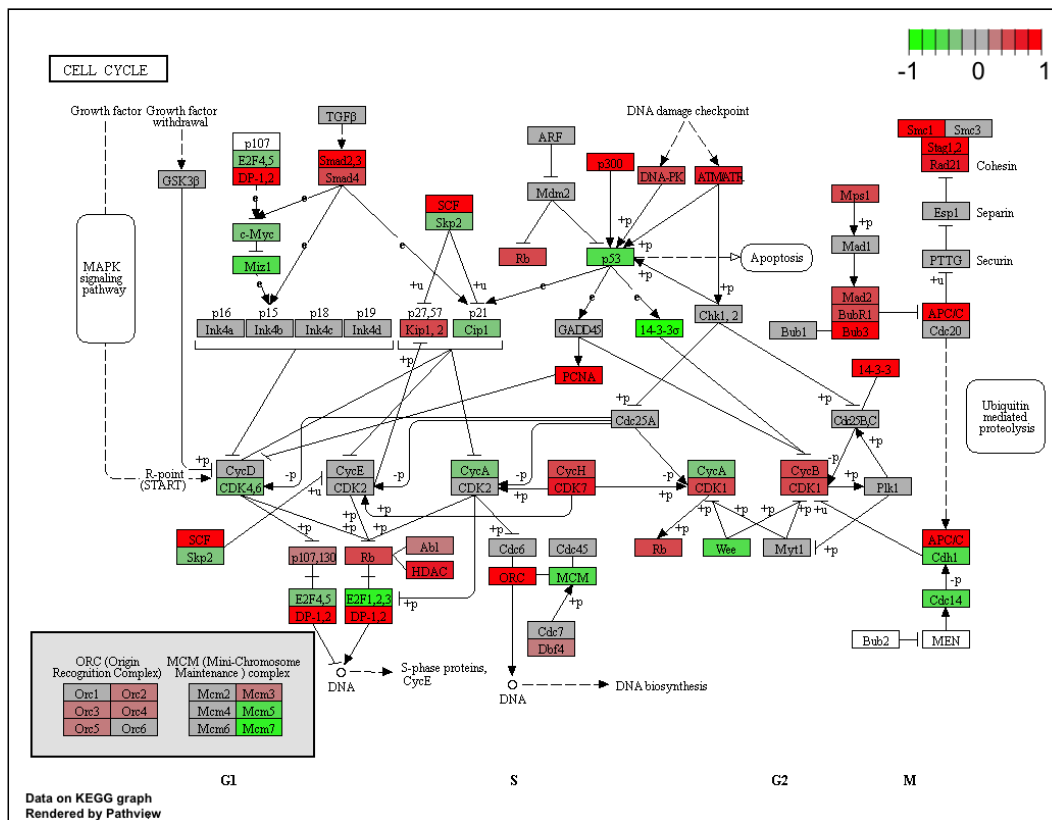 CELL CYCLE
-1 0 1
Growth factor
Growth factor
withdrawal
p107
E2F4,5
DP-1,2
TGFβ
Smad2,3
Smad4
GSK3β
ARF
DNA damage checkpoint
p300
DNA-PK
ATM/ATR
Mdm2
Smc1
Smc3
Stag1,2
Rad21
Cohesin
Mps1
+p
Esp1
Separin
Mad1
PTTG
Securin
+u
e
e
e
e
e
c-Myc
Miz1
SCF
Skp2
+u
+u
Rb
+p
p53
+p
+p
+p
Apoptosis
MAPK
signaling
pathway
Mad2
BubR1
Bub3
Bub1
APC/C
Cdc20
p16
Ink4a
p15
Ink4b
p18
Ink4c
p19
Ink4d
p27,57
Kip1, 2
p21
Cip1
e
e
GADD45
14-3-3σ
Chk1, 2
+p
PCNA
14-3-3
+p
Cdc25A
+p
+p
Cdc25B,C
Ubiquitin
mediated
proteolysis
R-point
(START)
+p
CycD
CDK4,6
-p
+u
CycE
CDK2
-p
CycA
CDK2
-p
+p
CycH
CDK7
-p
+p
CycA
CDK1
CycB
CDK1
-p
+p
+u
Plk1
SCF
Skp2
+p
+p
+p
+p
+p
+p
+p
+p
+p
p107,130
Rb
Abl
HDAC
Cdc6
Cdc45
ORC
MCM
+p
Rb
Wee
Myt1
APC/C
Cdh1
-p
Cdc14
E2F4,5
DP-1,2
E2F1,2,3
DP-1,2
+p
Cdc7
Dbf4
Bub2
MEN
DNA
S-phase proteins,
CycE
DNA
DNA biosynthesis
ORC (Origin
Recognition Complex)
MCM (Mini-Chromosome
Maintenance ) complex
Orc1 Orc2
Orc3 Orc4
Orc5 Orc6
Mcm2 Mcm3
Mcm4 Mcm5
Mcm6 Mcm7
G1 S G2 M
Data on KEGG graph
Rendered by Pathview